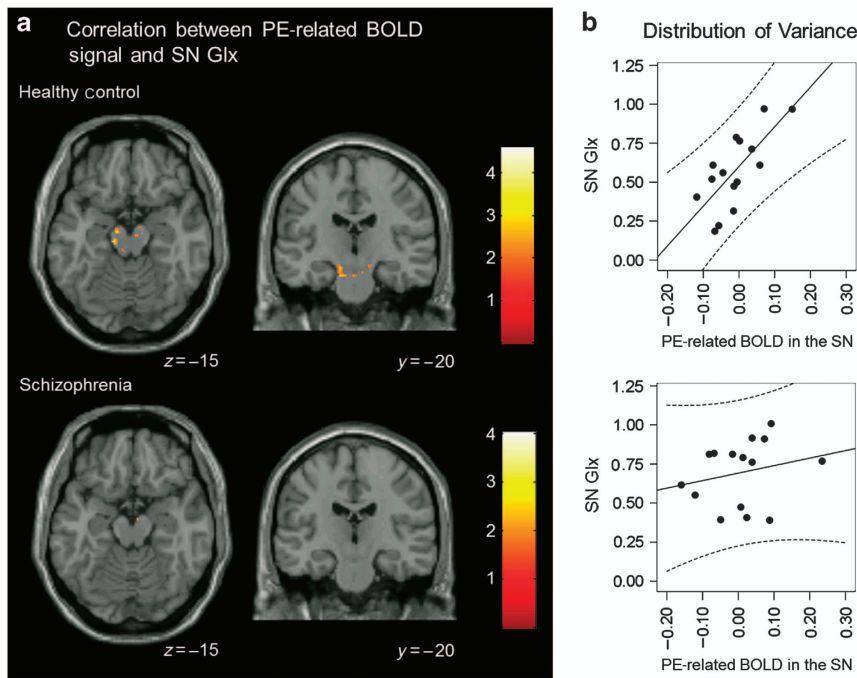 a Correlation between PE-related BOLD
signal and SN Glx
Healthy control
4
3
2
1
z=−15
y=−20
Schizophrenia
4
3
2
1
z=−15
y=−20
b Distribution of Variance
1.25
1.00
0.75
0.50
0.25
0.00
SN Glx
−0.20
−0.10
0.00
0.10
0.20
0.30
PE-related BOLD in the SN
1.25
1.00
0.75
0.50
0.25
0.00
SN Glx
−0.20
−0.10
0.00
0.10
0.20
0.30
PE-related BOLD in the SN